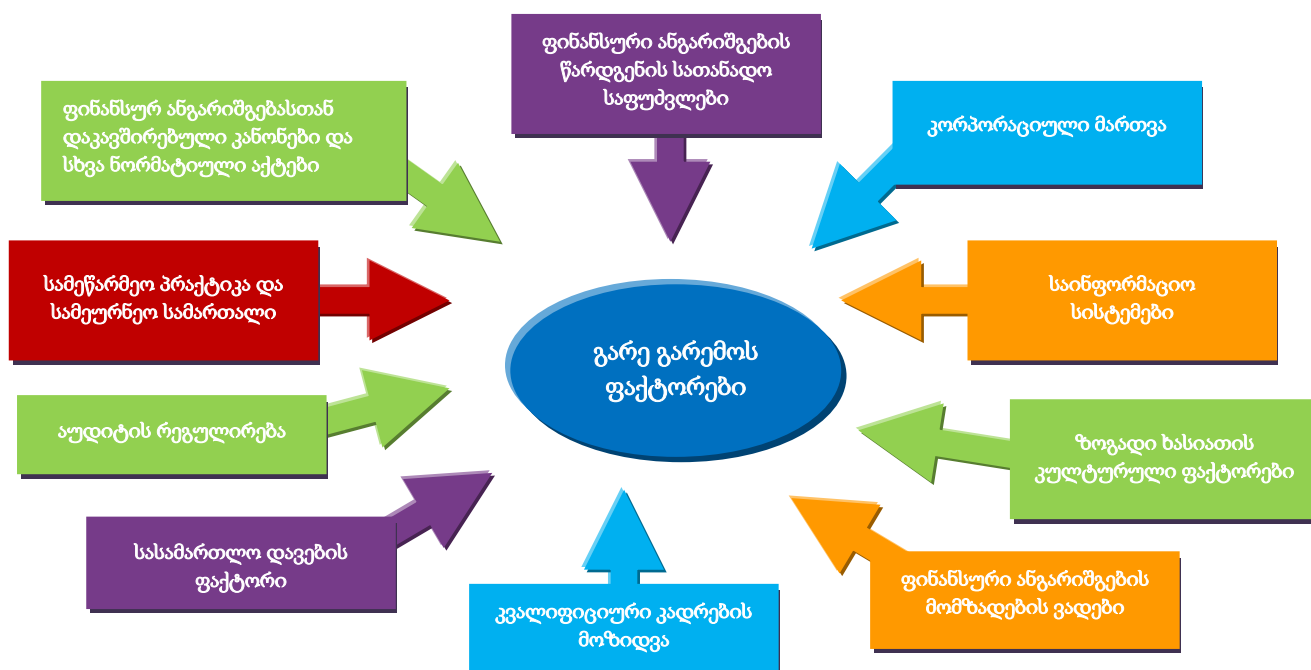 ფინანსური ანგარიშგების
წარდგენის სათანადო
საფუძვლები
ფინანსურ ანგარიშგებასთან
დაკავშირებული კანონები და
სხვა ნორმატიული აქტები
კორპორაციული მართვა
სამეწარმეო პრაქტიკა და
სამეურნეო სამართალი
საინფორმაციო
სისტემები
გარე გარემოს
ფაქტორები
აუდიტის რეგულირება
ზოგადი ხასიათის
კულტურული ფაქტორები
სასამართლო დავების
ფაქტორი
კვალიფიციური კადრების
მოზიდვა
ფინანსური ანგარიშგების
მომზადების ვადები